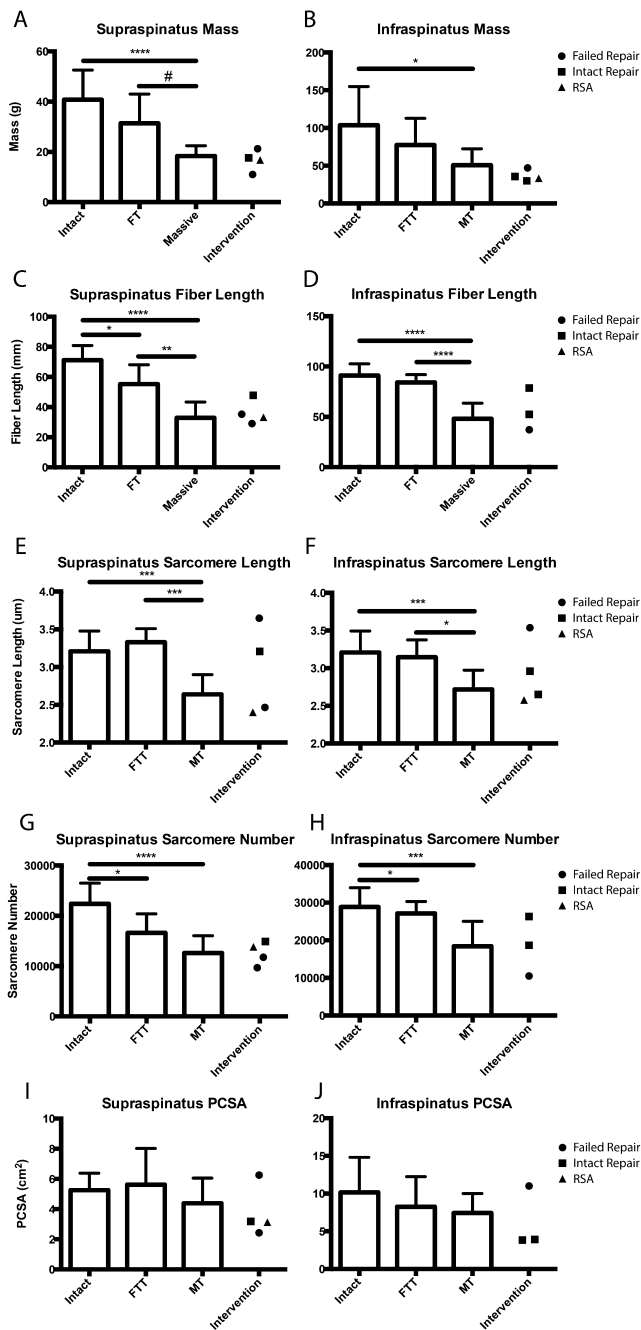 A
Supraspinatus Mass
Mass (g)
60
40
20
0
****
#
Intact
FT
Massive
Intervention
B
Infraspinatus Mass
200
150
100
50
0
*
Intact
FTT
MT
Intervention
Failed Repair
Intact Repair
RSA
C
Supraspinatus Fiber Length
Fiber Length (mm)
100
80
60
40
20
0
****
*
**
Intact
FT
Massive
Intervention
D
Infraspinatus Fiber Length
150
100
50
0
****
****
Intact
FT
Massive
Intervention
Failed Repair
Intact Repair
RSA
E
Supraspinatus Sarcomere Length
Sarcomere Length (um)
4.0
3.5
3.0
2.5
2.0
***
***
Intact
FTT
MT
Intervention
F
Infraspinatus Sarcomere Length
4.0
3.5
3.0
2.5
2.0
***
*
Intact
FTT
MT
Intervention
Failed Repair
Intact Repair
RSA
G
Supraspinatus Sarcomere Number
Sarcomere Number
30000
20000
10000
0
****
*
Intact
FTT
MT
Intervention
H
Infraspinatus Sarcomere Number
40000
30000
20000
10000
0
***
*
Intact
FTT
MT
Intervention
Failed Repair
Intact Repair
RSA
I
Supraspinatus PCSA
PCSA (cm²)
8
6
4
2
0
Intact
FTT
MT
Intervention
J
Infraspinatus PCSA
20
15
10
5
0
Intact
FTT
MT
Intervention
Failed Repair
Intact Repair
RSA